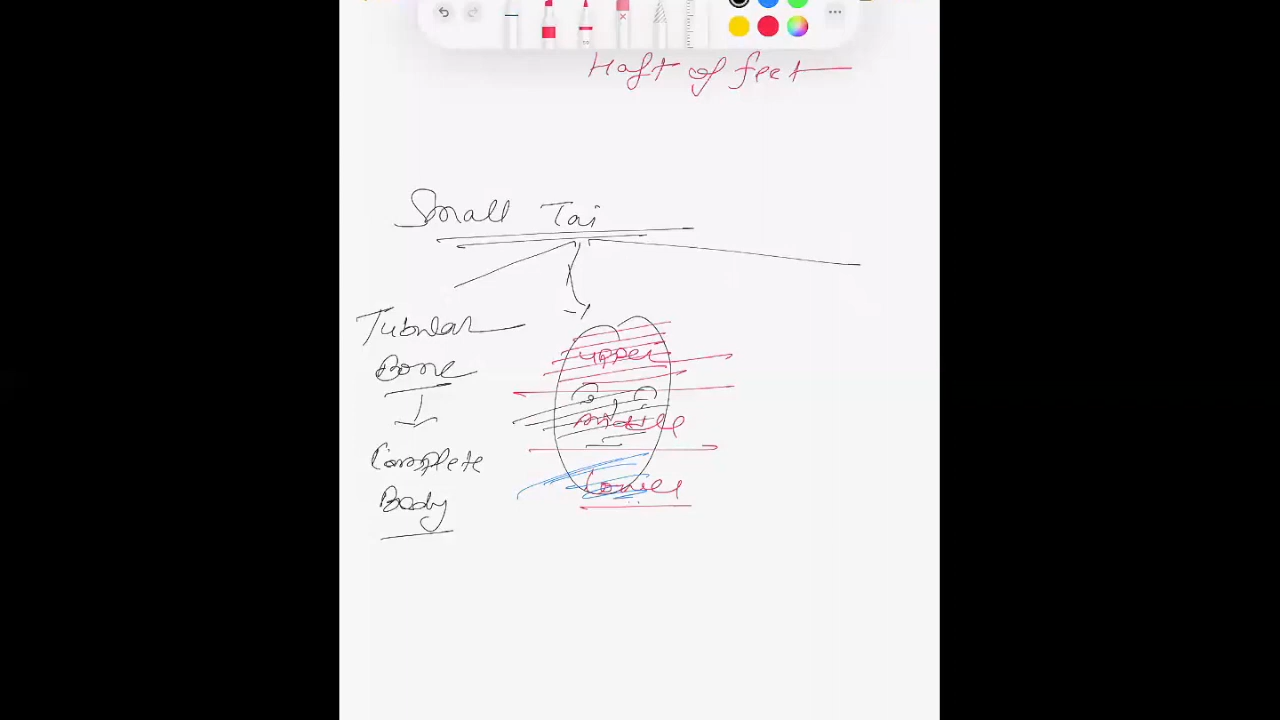 Haft of feet
Small Tai
Tubular
Bone
Complete
Body
upper
middle
lower